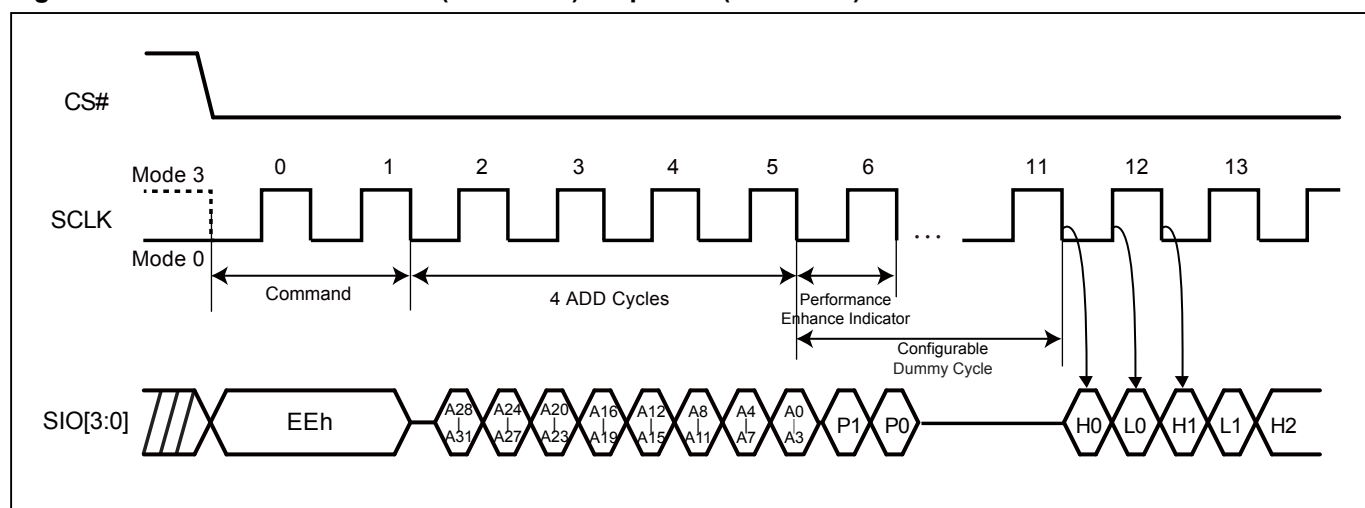 CS#
0 1 2 3 4 5 6 11 12 13
Mode 3
SCLK
...
Mode 0
Command
4 ADD Cycles
Performance
Enhance Indicator
Configurable
Dummy Cycle
SIO[3:0]
EEh
A28 | A31
A24 | A27
A20 | A23
A16 | A19
A12 | A15
A8 | A11
A4 | A7
A0 | A3
P1
P0
H0
L0
H1
L1
H2